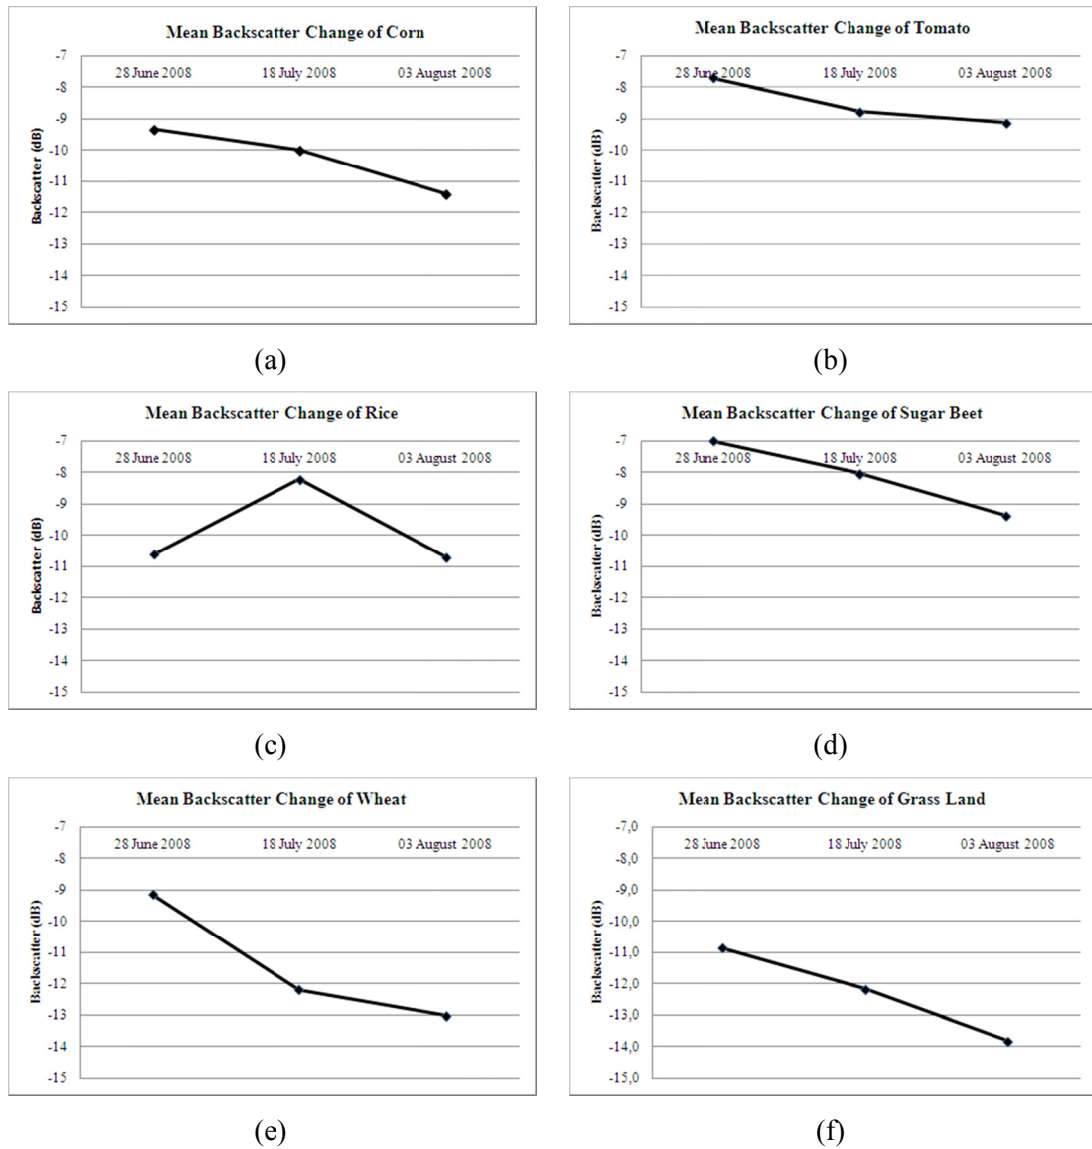 Mean Backscatter Change of Corn
-7
28 June 2008 18 July 2008 03 August 2008
-8
-9
-10
-11
-12
-13
-14
-15
Backscatter (dB)
(a)
Mean Backscatter Change of Tomato
-7
28 June 2008 18 July 2008 03 August 2008
-8
-9
-10
-11
-12
-13
-14
-15
Backscatter (dB)
(b)
Mean Backscatter Change of Rice
-7
28 June 2008 18 July 2008 03 August 2008
-8
-9
-10
-11
-12
-13
-14
-15
Backscatter (dB)
(c)
Mean Backscatter Change of Sugar Beet
-7
28 June 2008 18 July 2008 03 August 2008
-8
-9
-10
-11
-12
-13
-14
-15
Backscatter (dB)
(d)
Mean Backscatter Change of Wheat
-7
28 June 2008 18 July 2008 03 August 2008
-8
-9
-10
-11
-12
-13
-14
-15
Backscatter (dB)
(e)
Mean Backscatter Change of Grass Land
-7,0
28 June 2008 18 July 2008 03 August 2008
-8,0
-9,0
-10,0
-11,0
-12,0
-13,0
-14,0
-15,0
Backscatter (dB)
(f)